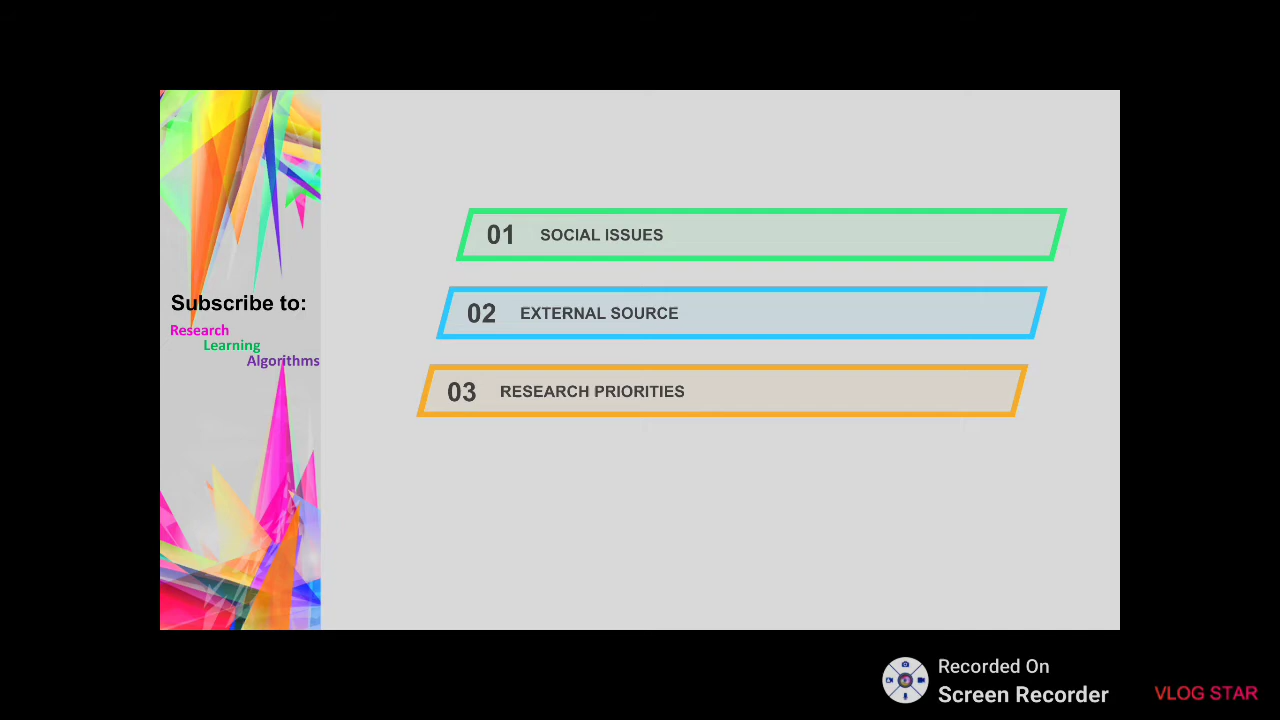 Subscribe to:
Research
Learning
Algorithms
01 SOCIAL ISSUES
02 EXTERNAL SOURCE
03 RESEARCH PRIORITIES
Recorded On
Screen Recorder
VLOG STAR